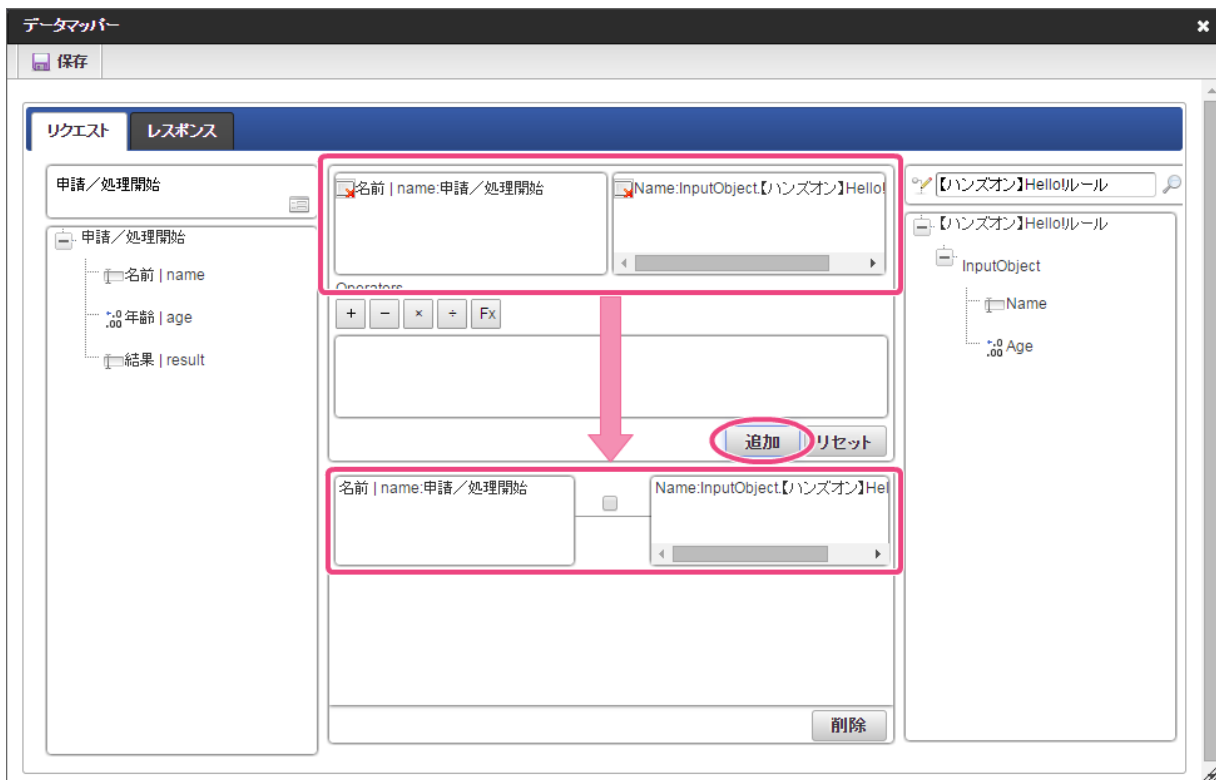 データマッパー
保存
リクエスト
レスポンス
申請／処理開始
申請／処理開始
名前 | name
年齢 | age
結果 | result
名前 | name:申請／処理開始
Name:InputObject.【ハンズオン】Hello!
Operators
+ − × ÷ Fx
追加
リセット
名前 | name:申請／処理開始
Name:InputObject.【ハンズオン】Hel
削除
【ハンズオン】Hello!ルール
【ハンズオン】Hello!ルール
InputObject
Name
Age